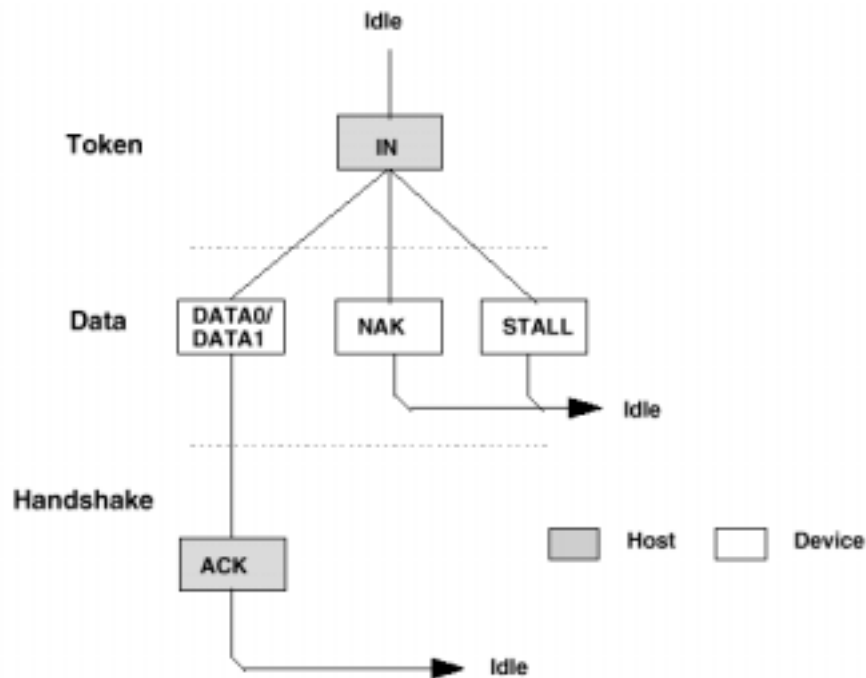 Idle
Token
IN
Data
DATA0/
DATA1
NAK
STALL
Idle
Handshake
ACK
Host
Device
Idle